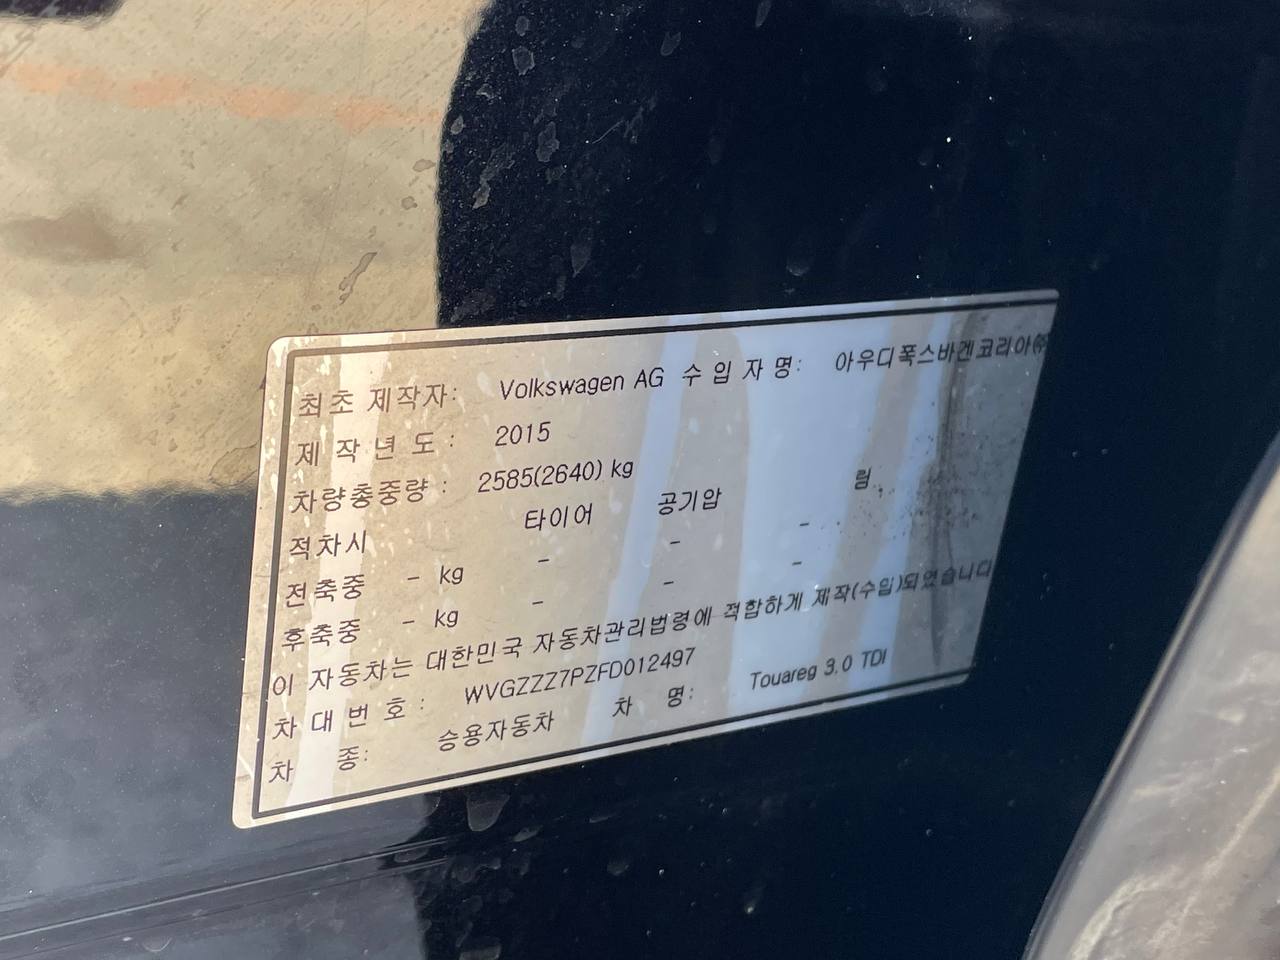 최초 제작자: Volkswagen AG 수 입 자 명: 아우디폭스바겐코리아㈜
제 작 년 도 : 2015
차량총중량 : 2585(2640) kg
적차시 타이어 공기압 림
전축중 - kg - - -
후축중 - kg - - -
이 자동차는 대한민국 자동차관리법령에 적합하게 제작(수입)되었습니다
차 대 번 호 : WVGZZZ7PZFD012497
차 종: 승용자동차 차 명: Touareg 3.0 TDI